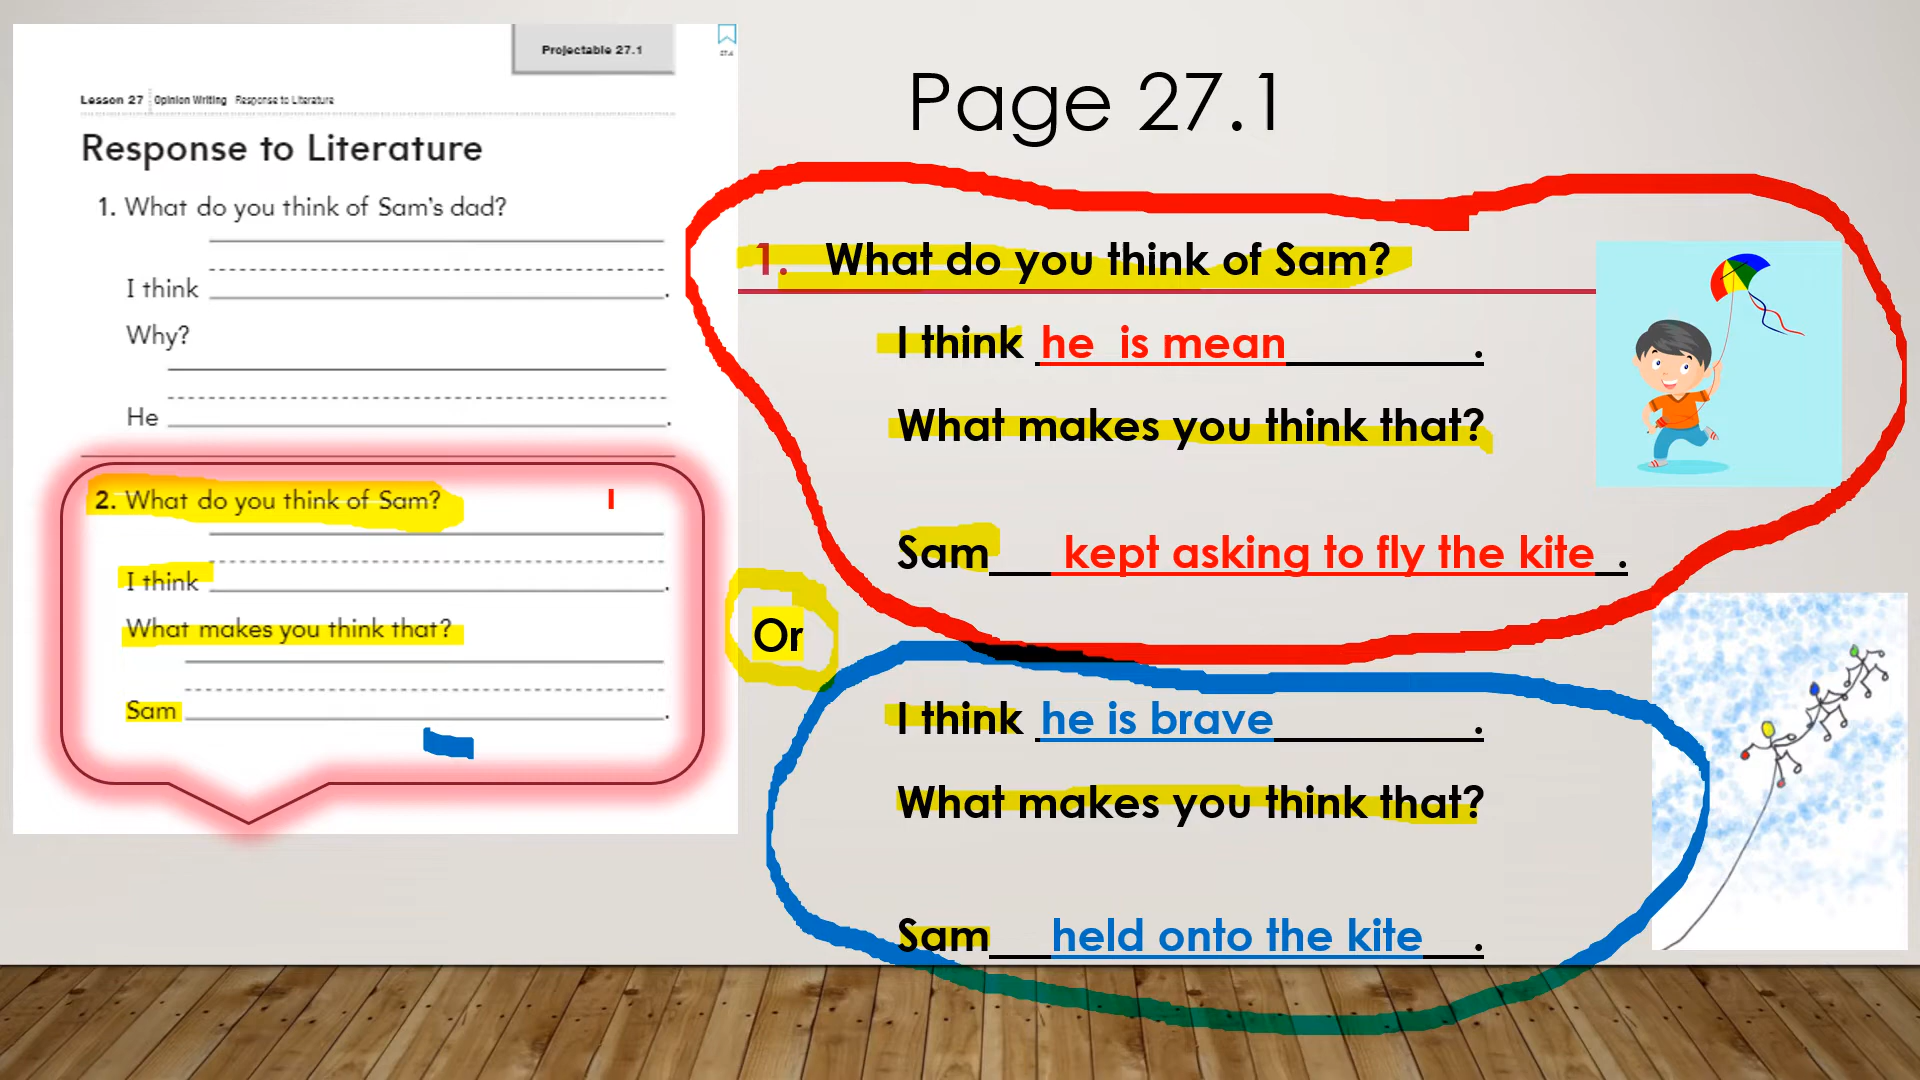 Projectable 27.1
Lesson 27 Opinion Writing Response to Literature
Response to Literature
1. What do you think of Sam's dad?
I think .
Why?
He .
2. What do you think of Sam? I
I think .
What makes you think that?
Sam .
Page 27.1
1. What do you think of Sam?
I think he is mean .
What makes you think that?
Sam kept asking to fly the kite .
Or
I think he is brave .
What makes you think that?
Sam held onto the kite .